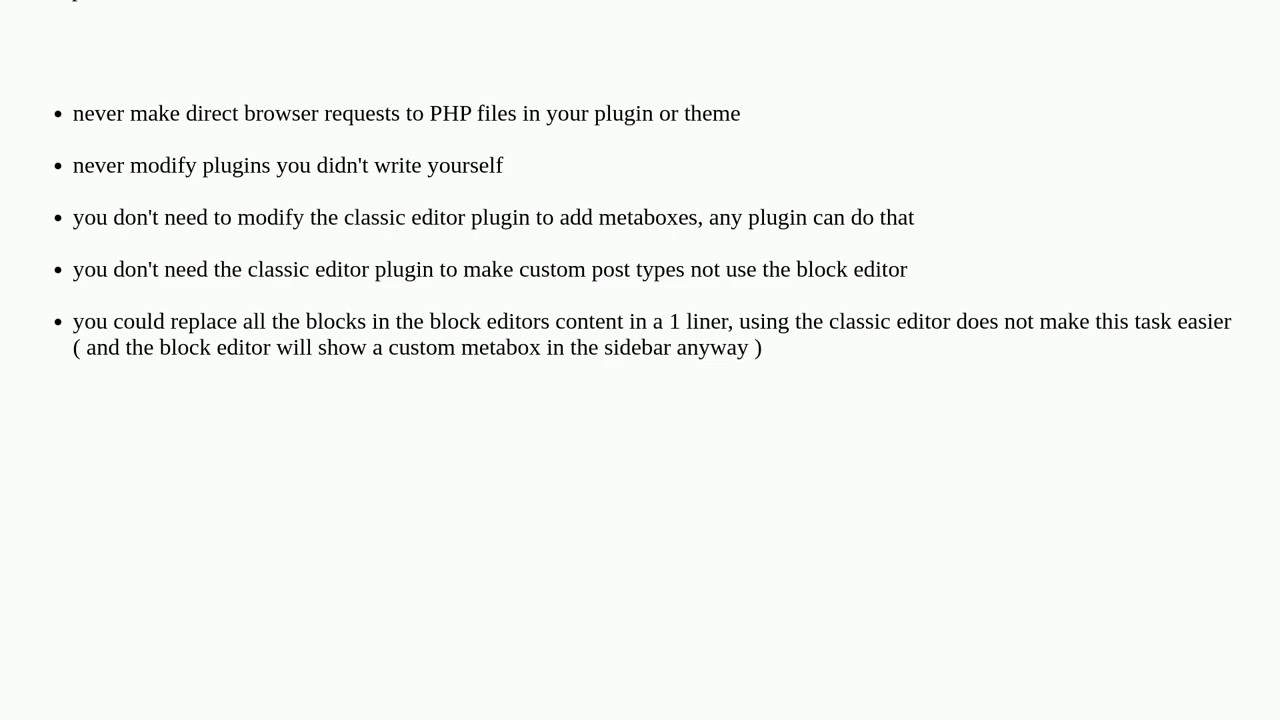 • never make direct browser requests to PHP files in your plugin or theme
• never modify plugins you didn't write yourself
• you don't need to modify the classic editor plugin to add metaboxes, any plugin can do that
• you don't need the classic editor plugin to make custom post types not use the block editor
• you could replace all the blocks in the block editors content in a 1 liner, using the classic editor does not make this task easier
( and the block editor will show a custom metabox in the sidebar anyway )